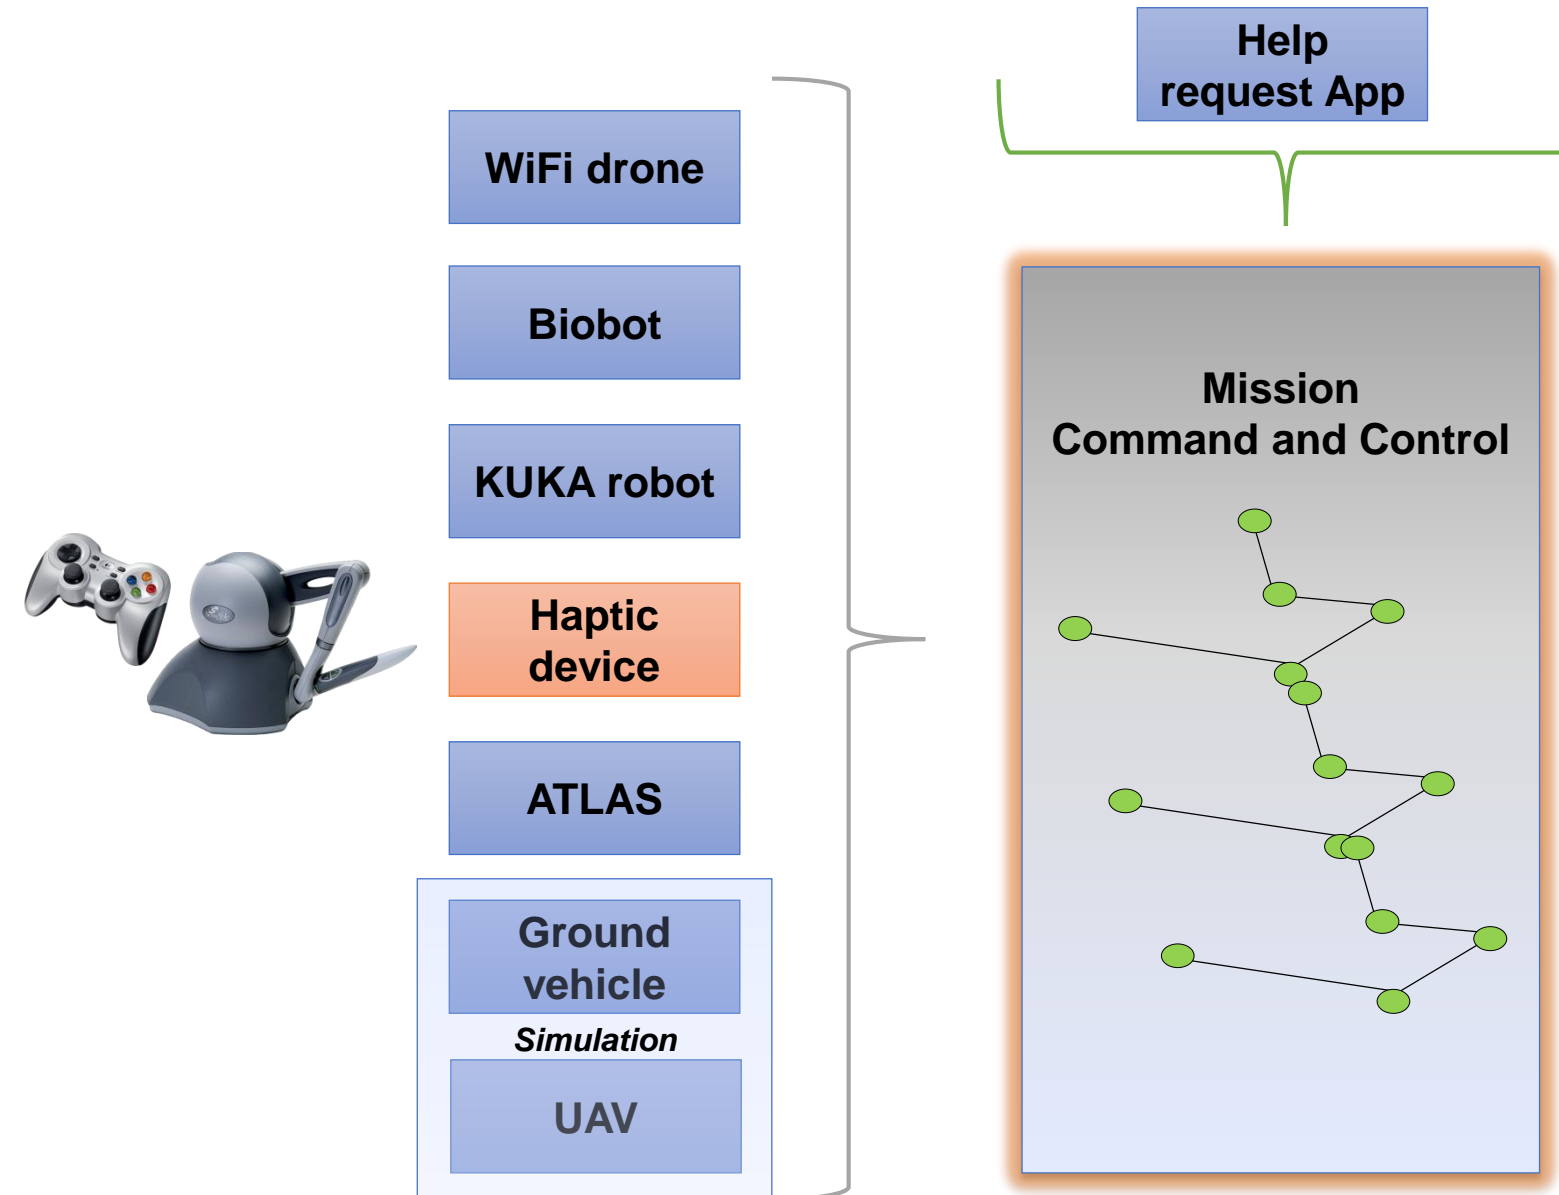 Help
request App
WiFi drone
Biobot
KUKA robot
Haptic
device
ATLAS
Ground
vehicle
Simulation
UAV
Mission
Command and Control